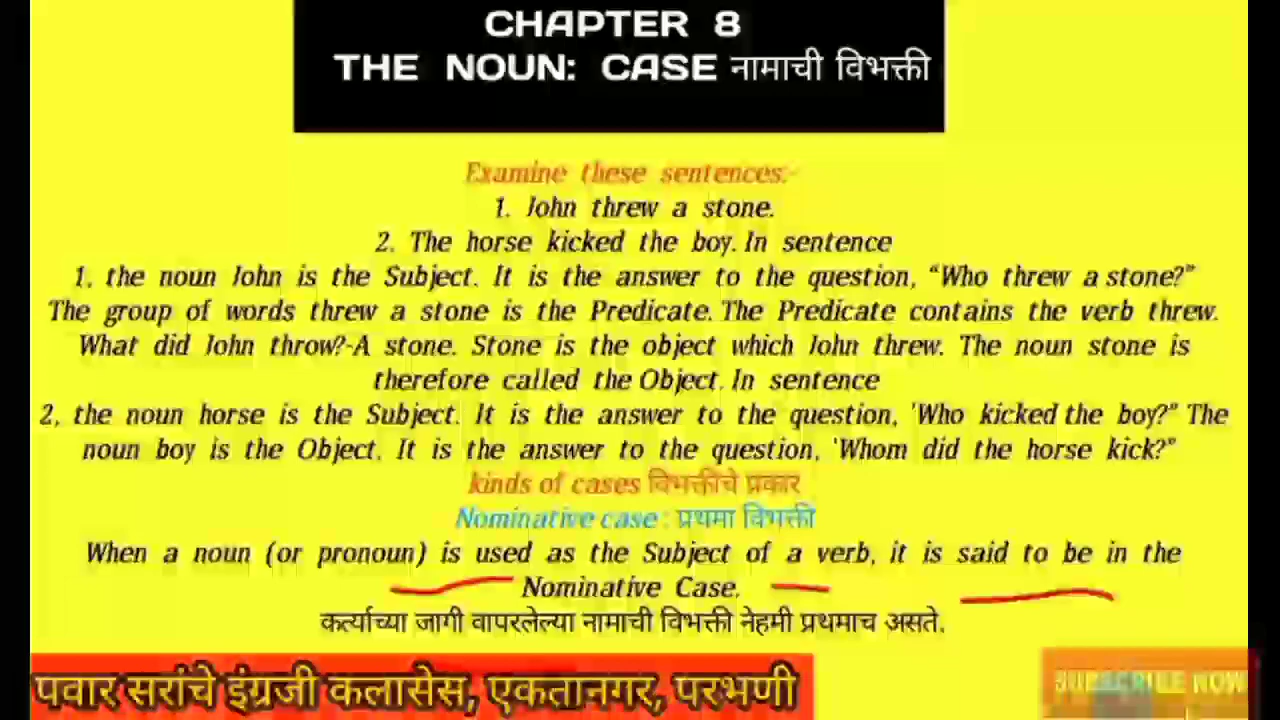 CHAPTER 8
THE NOUN: CASE नामाची विभक्ती
Examine these sentences:-
1. John threw a stone.
2. The horse kicked the boy. In sentence
1, the noun John is the Subject. It is the answer to the question, “Who threw a stone?”
The group of words threw a stone is the Predicate. The Predicate contains the verb threw.
What did John throw?-A stone. Stone is the object which John threw. The noun stone is
therefore called the Object. In sentence
2, the noun horse is the Subject. It is the answer to the question, 'Who kicked the boy?” The
noun boy is the Object. It is the answer to the question, 'Whom did the horse kick?”
kinds of cases विभक्तीचे प्रकार
Nominative case : प्रथमा विभक्ती
When a noun (or pronoun) is used as the Subject of a verb, it is said to be in the
Nominative Case.
कर्त्याच्या जागी वापरलेल्या नामाची विभक्ती नेहमी प्रथमाच असते.
पवार सरांचे इंग्रजी कलासेस, एकतानगर, परभणी
SUBSCRIBE NOW